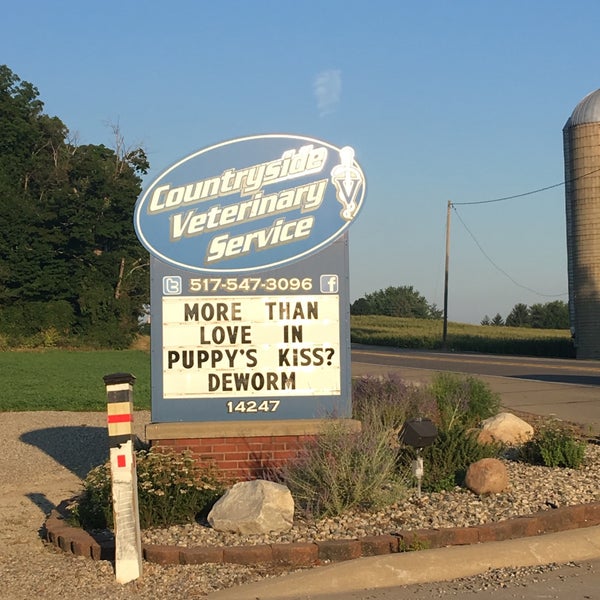 Countryside
Veterinary
Service
517-547-3096
MORE THAN
LOVE IN
PUPPY'S KISS?
DEWORM
14247